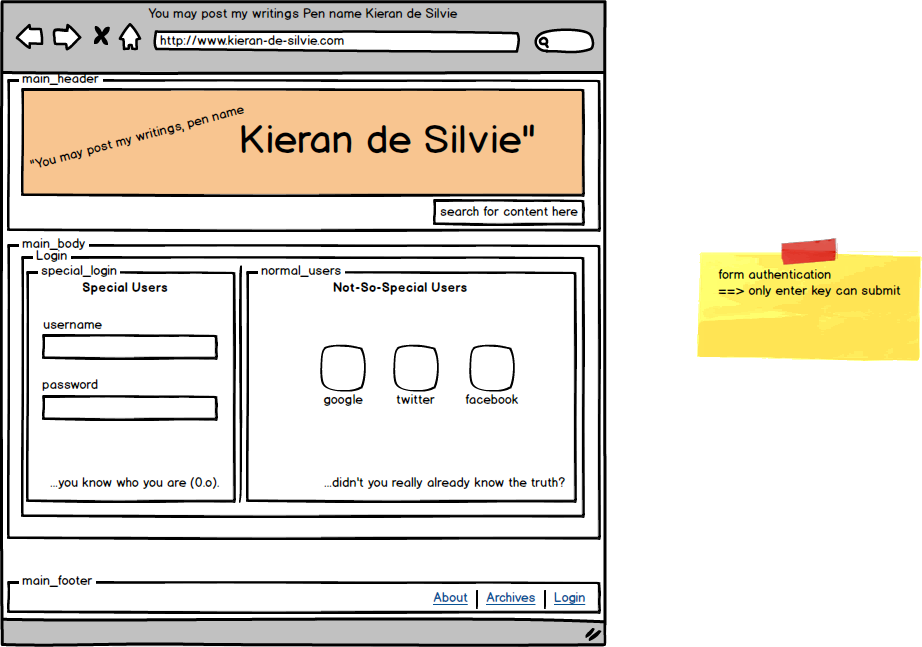 You may post my writings Pen name Kieran de Silvie
http://www.kieran-de-silvie.com
main_header
"You may post my writings, pen name
Kieran de Silvie"
search for content here
main_body
Login
special_login
Special Users
username
password
...you know who you are (0.o).
normal_users
Not-So-Special Users
google
twitter
facebook
...didn't you really already know the truth?
main_footer
About
Archives
Login
form authentication
==> only enter key can submit